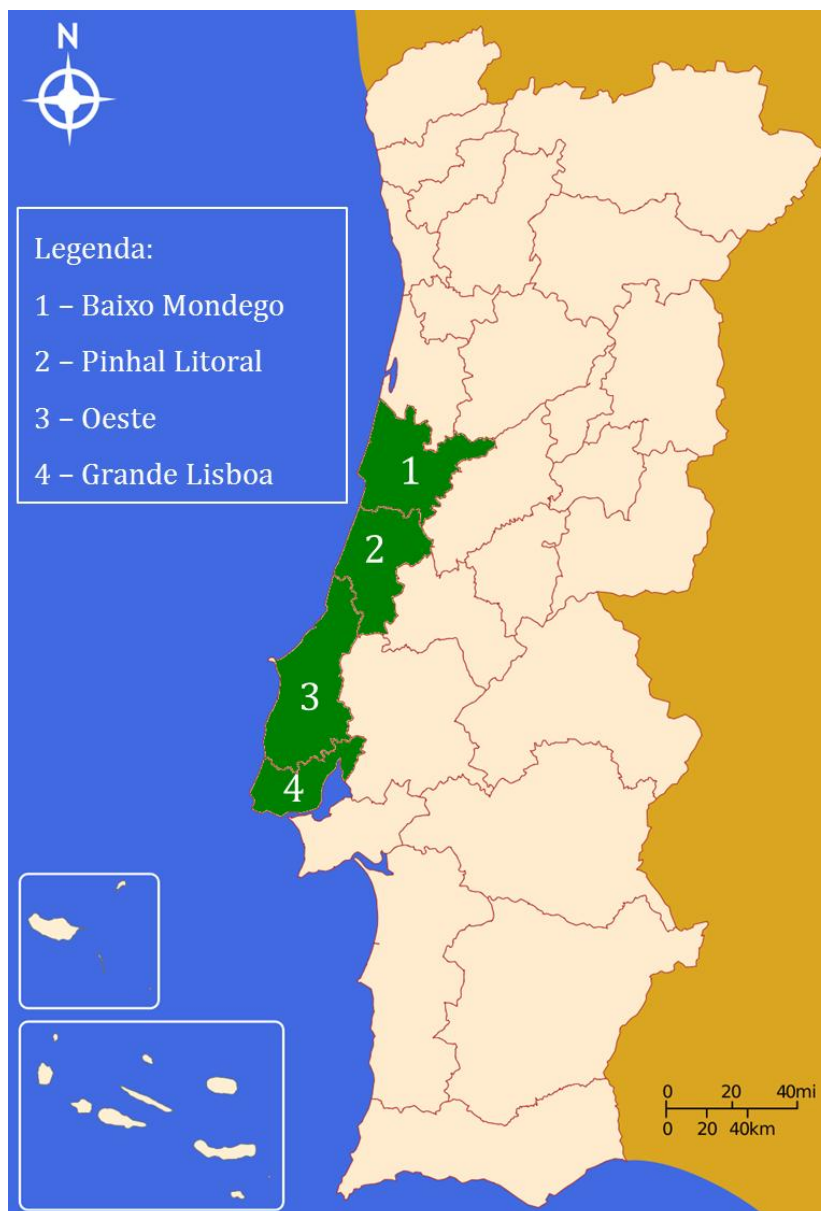 N
Legenda:
1 – Baixo Mondego
2 – Pinhal Litoral
3 – Oeste
4 – Grande Lisboa
1
2
3
4
0 20 40mi
0 20 40km